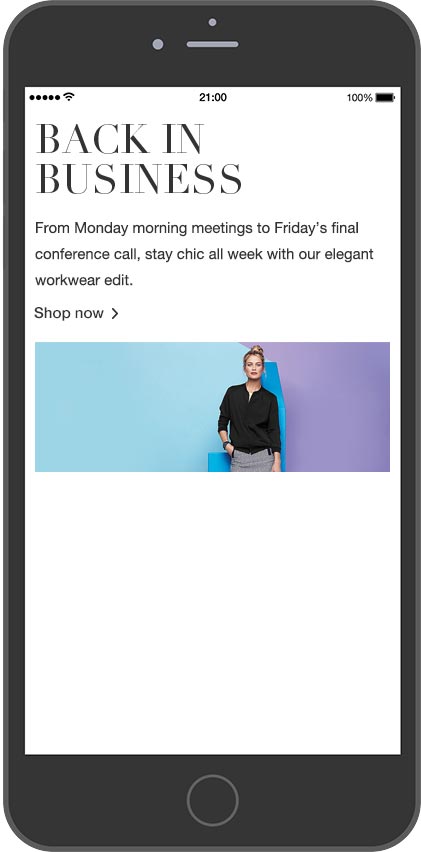 21:00
100%
BACK IN
BUSINESS
From Monday morning meetings to Friday’s final
conference call, stay chic all week with our elegant
workwear edit.
Shop now